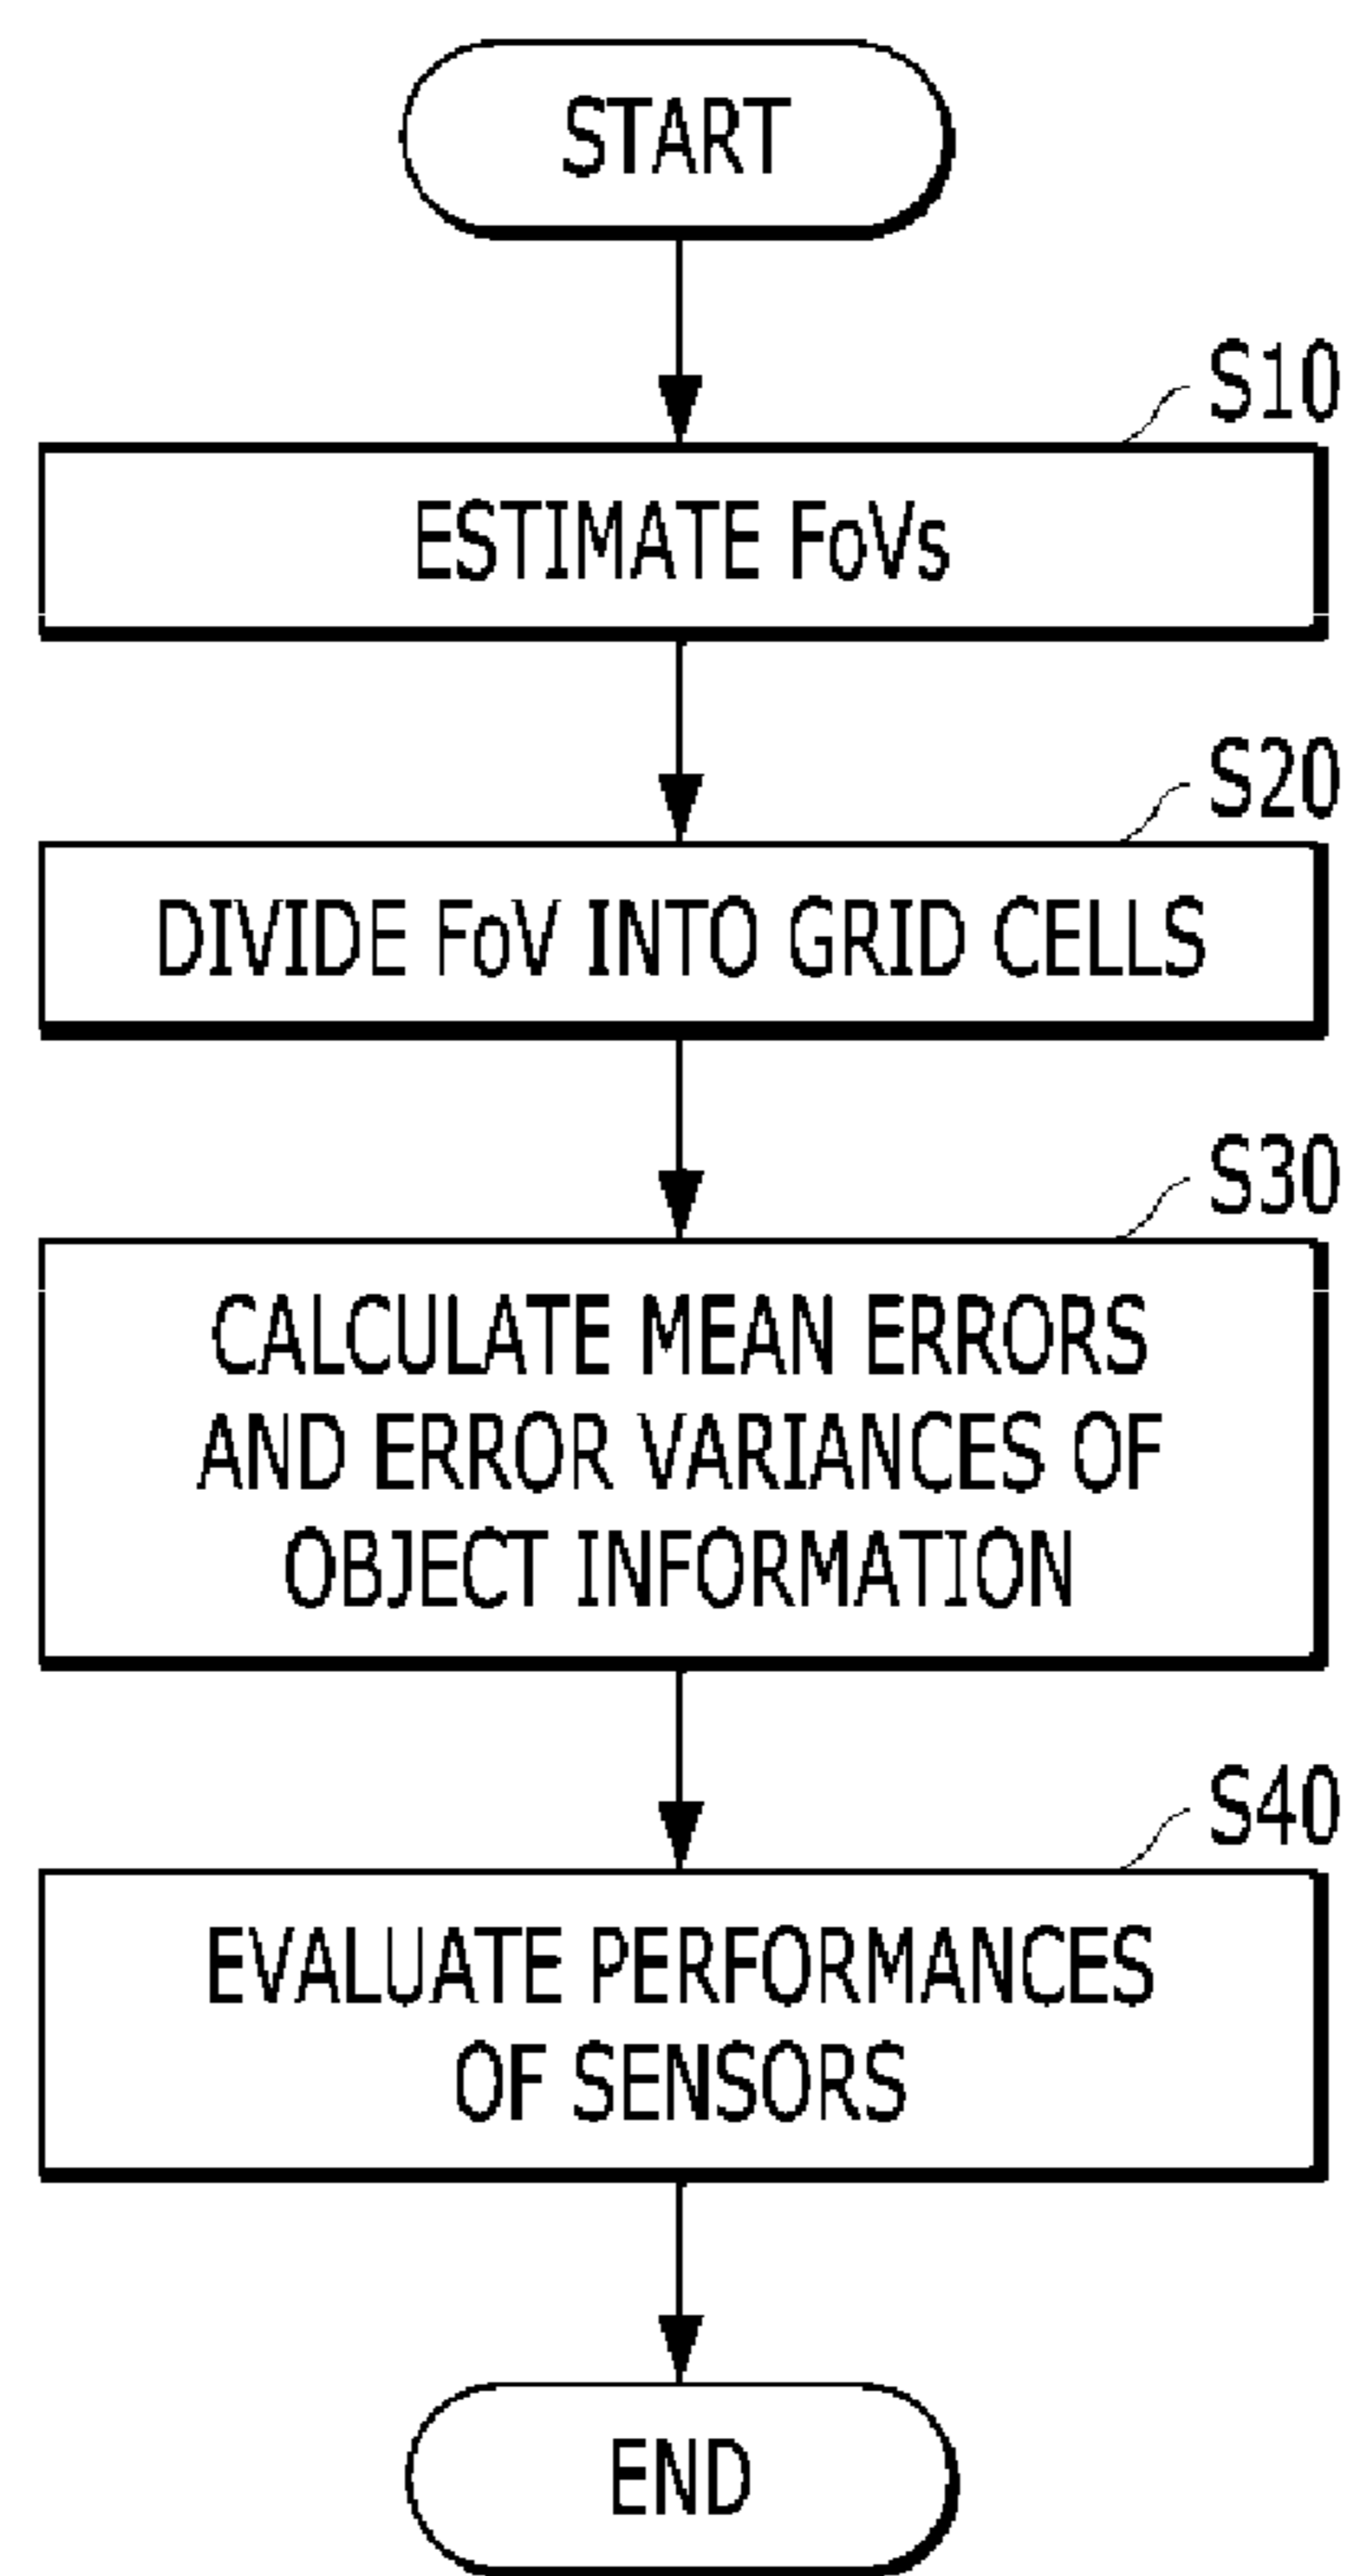 START
S10
ESTIMATE FoVs
S20
DIVIDE FoV INTO GRID CELLS
S30
CALCULATE MEAN ERRORS
AND ERROR VARIANCES OF
OBJECT INFORMATION
S40
EVALUATE PERFORMANCES
OF SENSORS
END